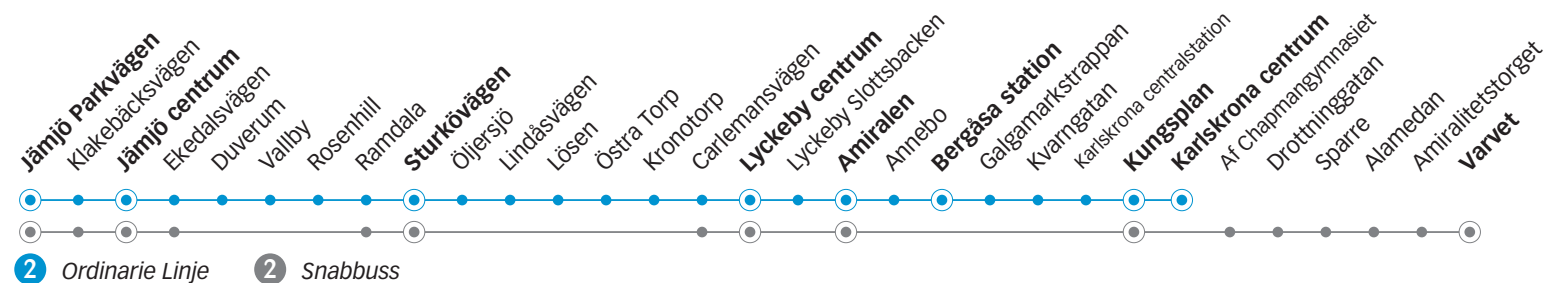 Jämjö Parkvägen
Klakebäcksvägen
Jämjö centrum
Ekedalsvägen
Duverum
Vallby
Rosenhill
Ramdala
Sturkövägen
Öljersjö
Lindåsvägen
Lösen
Östra Torp
Kronotorp
Carlemansvägen
Lyckeby centrum
Lyckeby Slottsbacken
Amiralen
Annebo
Bergåsa station
Galgamarkstrappan
Kvarngatan
Karlskrona centralstation
Kungsplan
Karlskrona centrum
Af Chapmangymnasiet
Drottninggatan
Sparre
Alamedan
Amiralitetstorget
Varvet
2 Ordinarie Linje
2 Snabbuss